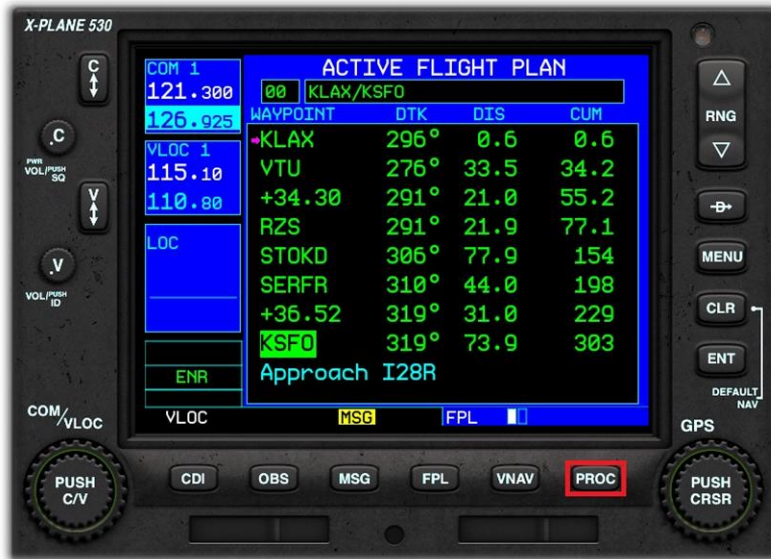 X-PLANE 530
C
.C
PWR
VOL/PUSH
SQ
V
.V
VOL/PUSH
ID
COM/VLOC
PUSH
C/V
COM 1
121.300
126.925
VLOC 1
115.10
110.80
LOC
ENR
VLOC
MSG
FPL
ACTIVE FLIGHT PLAN
00 KLAX/KSFO
WAYPOINT DTK DIS CUM
KLAX 296° 0.6 0.6
VTU 276° 33.5 34.2
+34.30 291° 21.0 55.2
RZS 291° 21.9 77.1
STOKD 306° 77.9 154
SERFR 310° 44.0 198
+36.52 319° 31.0 229
KSFO 319° 73.9 303
Approach I28R
CDI OBS MSG FPL VNAV PROC
RNG
D
MENU
CLR
ENT
DEFAULT
NAV
GPS
PUSH
CRSR